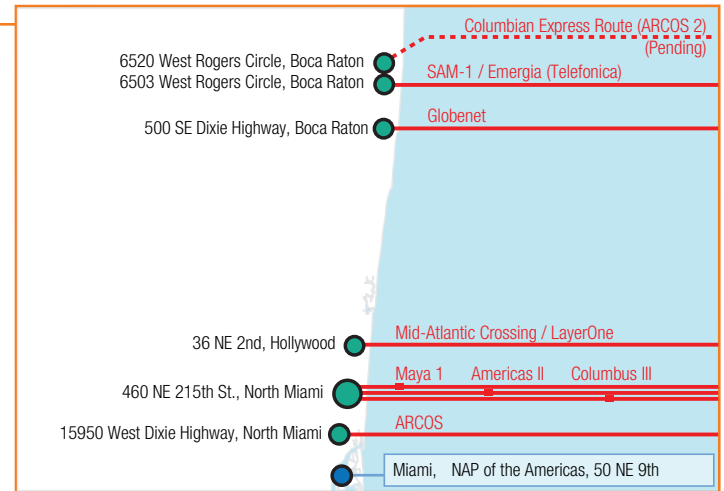 Columbian Express Route (ARCOS 2)
(Pending)
6520 West Rogers Circle, Boca Raton
6503 West Rogers Circle, Boca Raton
SAM-1 / Emergia (Telefonica)
500 SE Dixie Highway, Boca Raton
Globenet
36 NE 2nd, Hollywood
Mid-Atlantic Crossing / LayerOne
460 NE 215th St., North Miami
Maya 1 Americas II Columbus III
15950 West Dixie Highway, North Miami
ARCOS
Miami, NAP of the Americas, 50 NE 9th